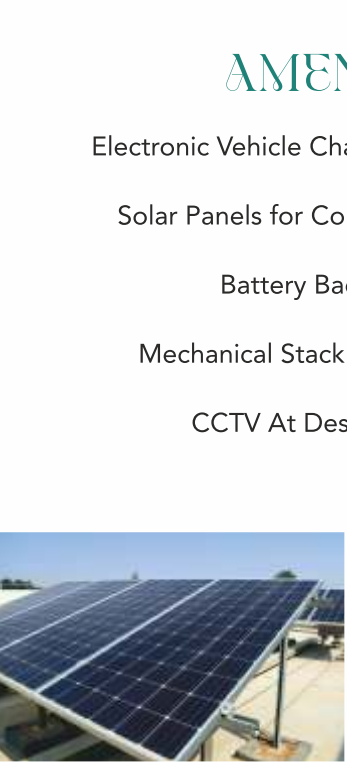 AMEN
Electronic Vehicle Cha
Solar Panels for Co
Battery Bac
Mechanical Stack
CCTV At Des